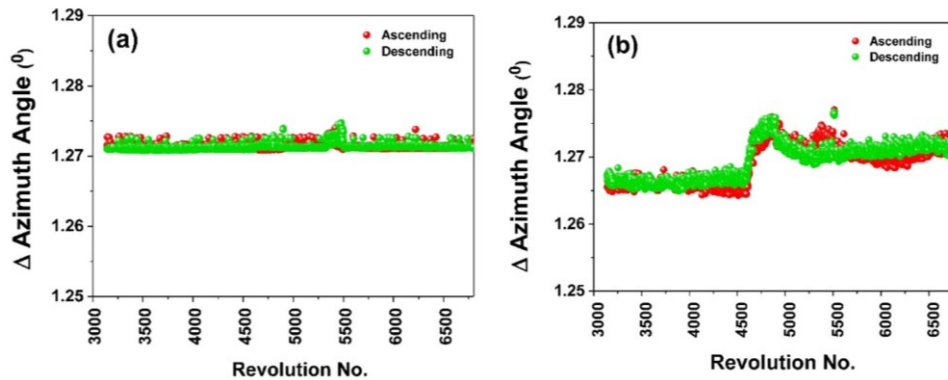 (a)
Ascending
Descending
Δ Azimuth Angle (⁰)
1.29
1.28
1.27
1.26
1.25
3000
3500
4000
4500
5000
5500
6000
6500
Revolution No.
(b)
Ascending
Descending
Δ Azimuth Angle (⁰)
1.29
1.28
1.27
1.26
1.25
3000
3500
4000
4500
5000
5500
6000
6500
Revolution No.